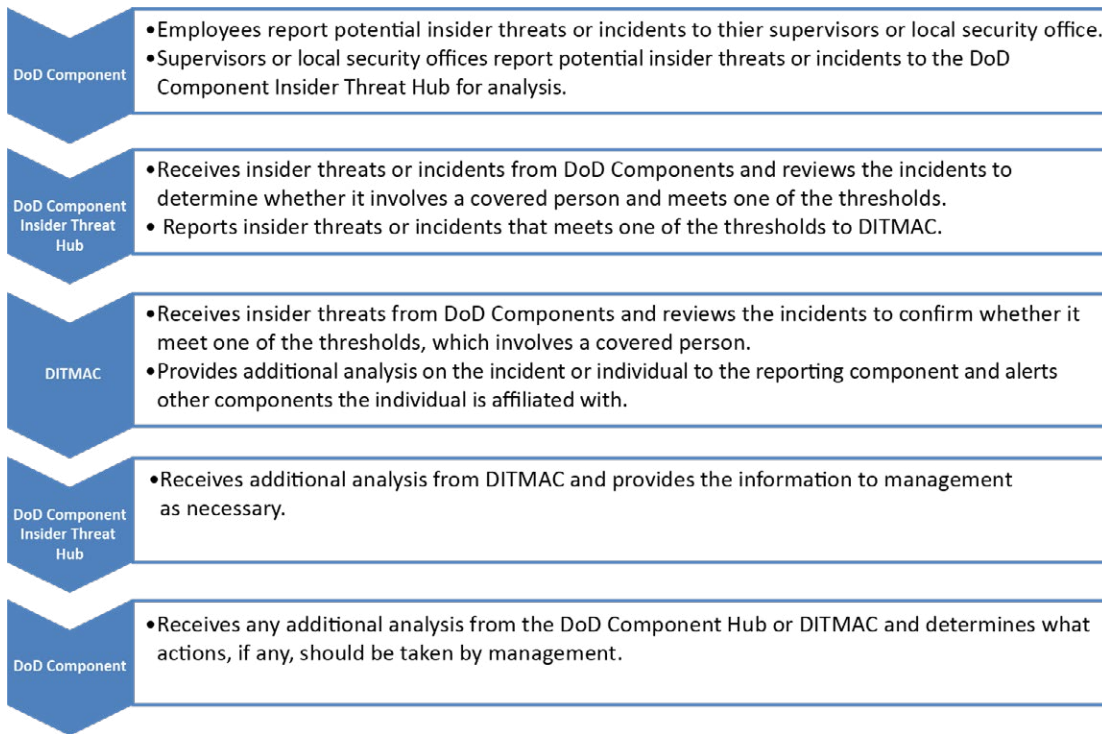 DoD Component
•Employees report potential insider threats or incidents to thier supervisors or local security office.
•Supervisors or local security offices report potential insider threats or incidents to the DoD
Component Insider Threat Hub for analysis.
DoD Component
Insider Threat
Hub
•Receives insider threats or incidents from DoD Components and reviews the incidents to
determine whether it involves a covered person and meets one of the thresholds.
• Reports insider threats or incidents that meets one of the thresholds to DITMAC.
DITMAC
•Receives insider threats from DoD Components and reviews the incidents to confirm whether it
meet one of the thresholds, which involves a covered person.
•Provides additional analysis on the incident or individual to the reporting component and alerts
other components the individual is affiliated with.
DoD Component
Insider Threat
Hub
•Receives additional analysis from DITMAC and provides the information to management
as necessary.
DoD Component
•Receives any additional analysis from the DoD Component Hub or DITMAC and determines what
actions, if any, should be taken by management.